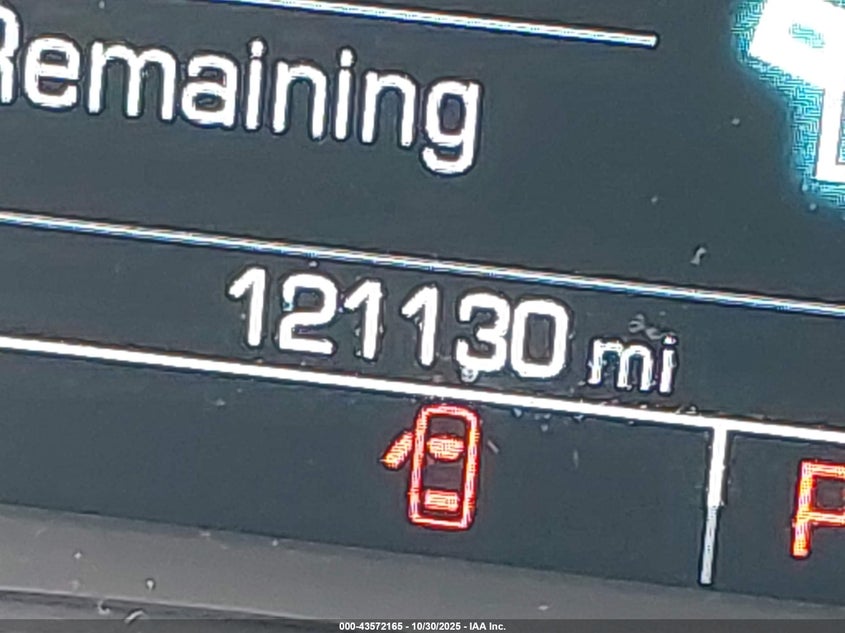 Remaining
121130 mi
P
000-43572165 - 10/30/2025 - IAA Inc.